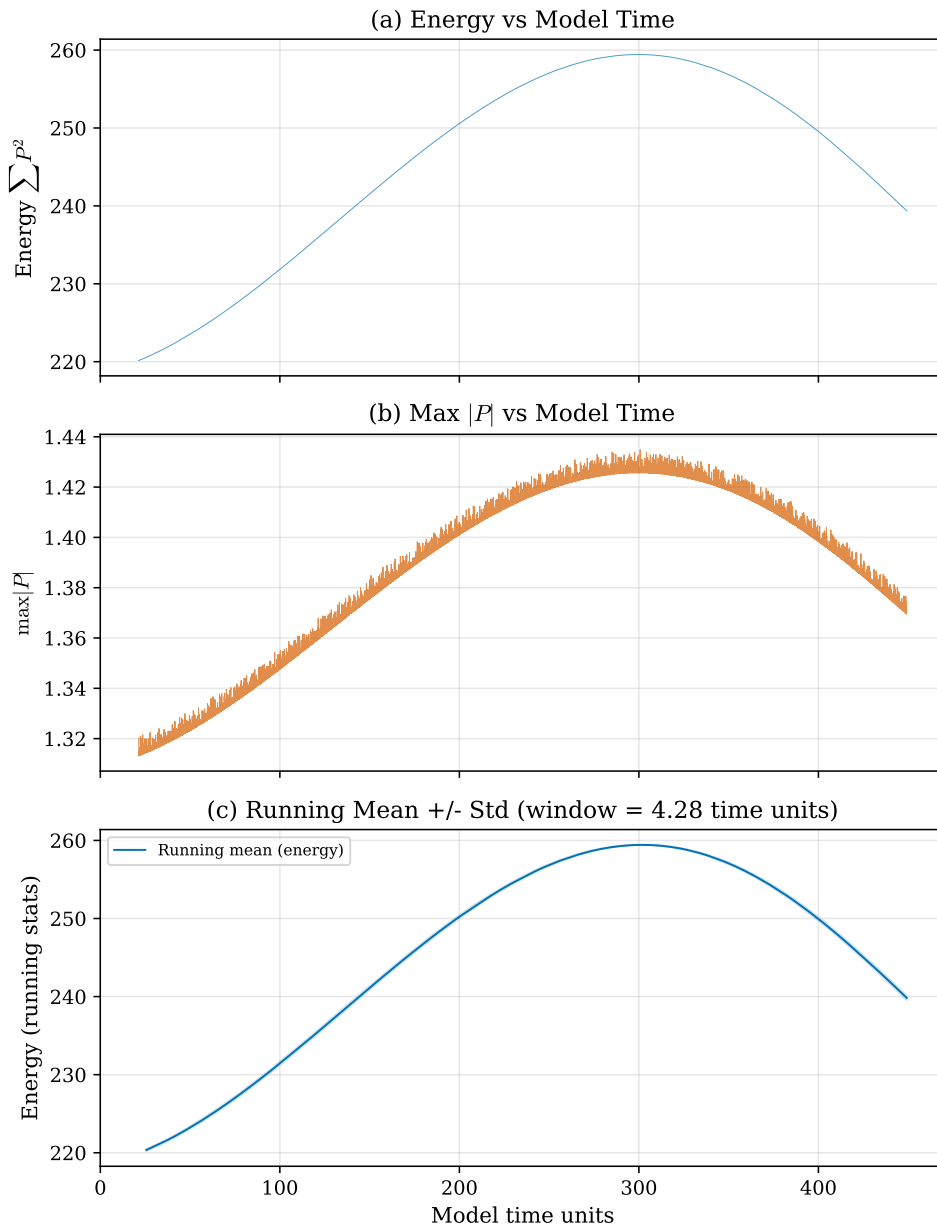 (a) Energy vs Model Time
260
250
240
230
220
Energy ∑P²
(b) Max |P| vs Model Time
1.44
1.42
1.40
1.38
1.36
1.34
1.32
max|P|
(c) Running Mean +/- Std (window = 4.28 time units)
Running mean (energy)
260
250
240
230
220
Energy (running stats)
0 100 200 300 400
Model time units